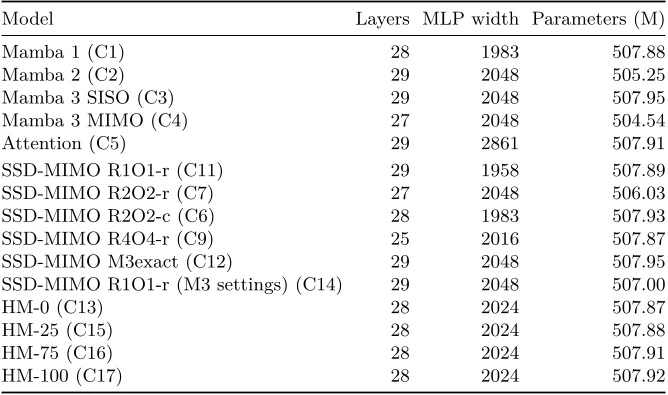 Model Layers MLP width Parameters (M)
Mamba 1 (C1) 28 1983 507.88
Mamba 2 (C2) 29 2048 505.25
Mamba 3 SISO (C3) 29 2048 507.95
Mamba 3 MIMO (C4) 27 2048 504.54
Attention (C5) 29 2861 507.91
SSD-MIMO R1O1-r (C11) 29 1958 507.89
SSD-MIMO R2O2-r (C7) 27 2048 506.03
SSD-MIMO R2O2-c (C6) 28 1983 507.93
SSD-MIMO R4O4-r (C9) 25 2016 507.87
SSD-MIMO M3exact (C12) 29 2048 507.95
SSD-MIMO R1O1-r (M3 settings) (C14) 29 2048 507.00
HM-0 (C13) 28 2024 507.87
HM-25 (C15) 28 2024 507.88
HM-75 (C16) 28 2024 507.91
HM-100 (C17) 28 2024 507.92